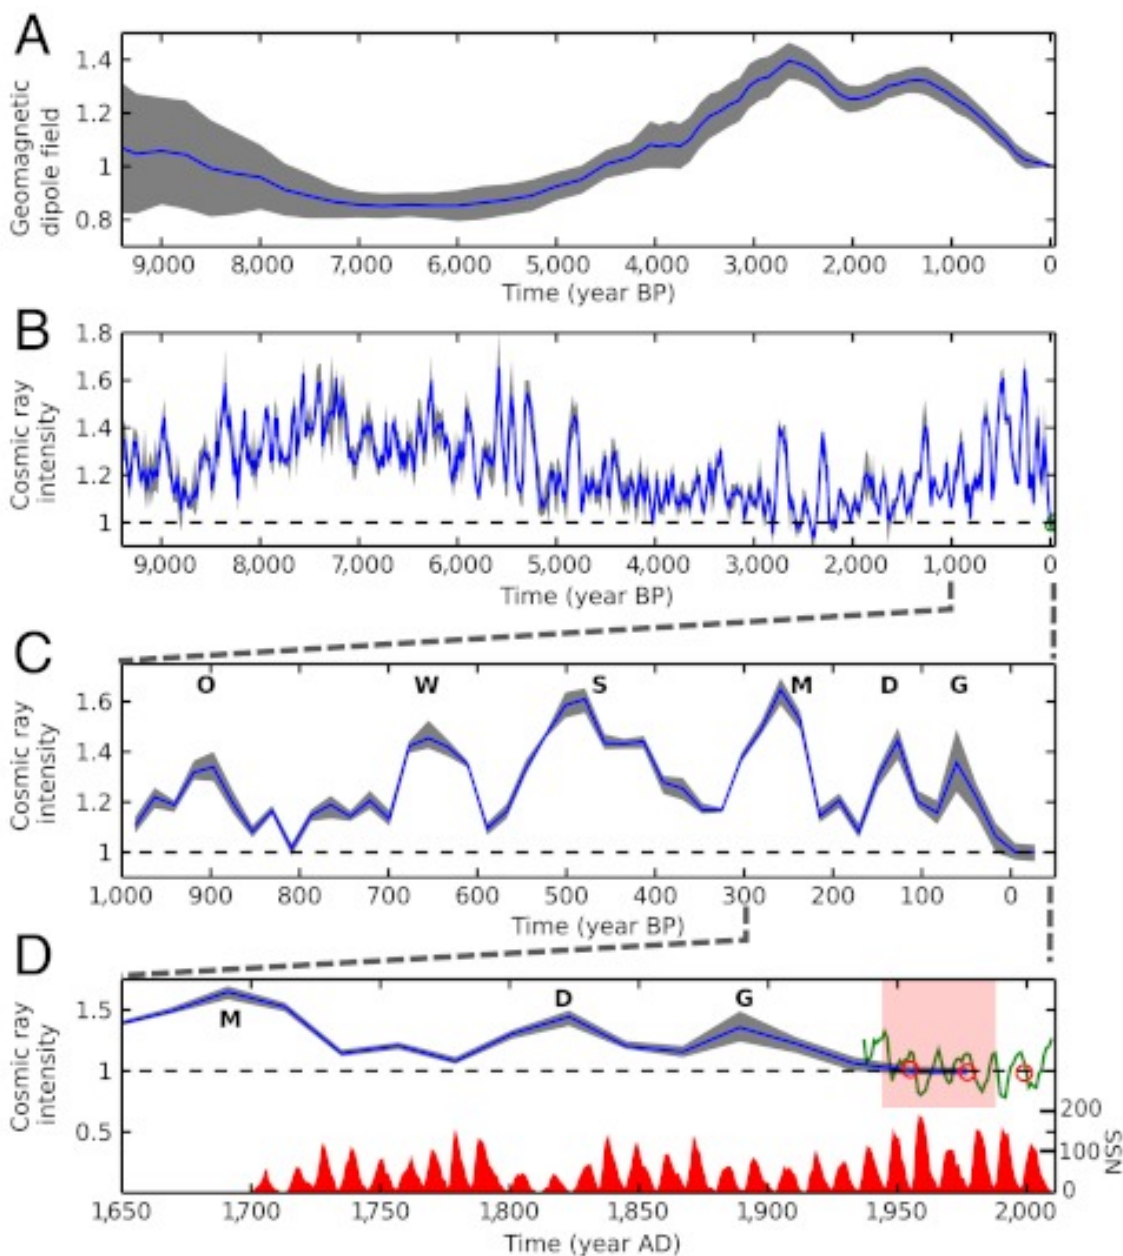 A
Geomagnetic
dipole field
1.4
1.2
1
0.8
9,000 8,000 7,000 6,000 5,000 4,000 3,000 2,000 1,000 0
Time (year BP)
B
Cosmic ray
intensity
1.8
1.6
1.4
1.2
1
9,000 8,000 7,000 6,000 5,000 4,000 3,000 2,000 1,000 0
Time (year BP)
C
Cosmic ray
intensity
O W S M D G
1.6
1.4
1.2
1
1,000 900 800 700 600 500 400 300 200 100 0
Time (year BP)
D
Cosmic ray
intensity
M D G
1.5
1
0.5
200
100
0
SSN
1,650 1,700 1,750 1,800 1,850 1,900 1,950 2,000
Time (year AD)